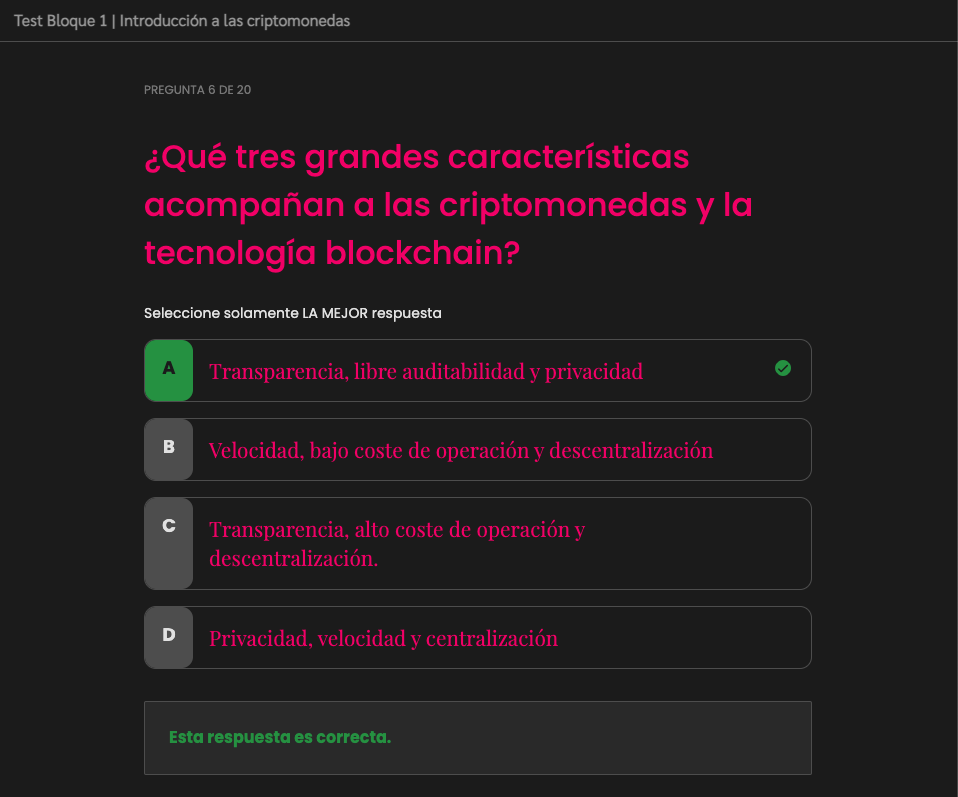 Test Bloque 1 | Introducción a las criptomonedas
PREGUNTA 6 DE 20
¿Qué tres grandes características
acompañan a las criptomonedas y la
tecnología blockchain?
Seleccione solamente LA MEJOR respuesta
A Transparencia, libre auditabilidad y privacidad
B Velocidad, bajo coste de operación y descentralización
C Transparencia, alto coste de operación y
descentralización.
D Privacidad, velocidad y centralización
Esta respuesta es correcta.